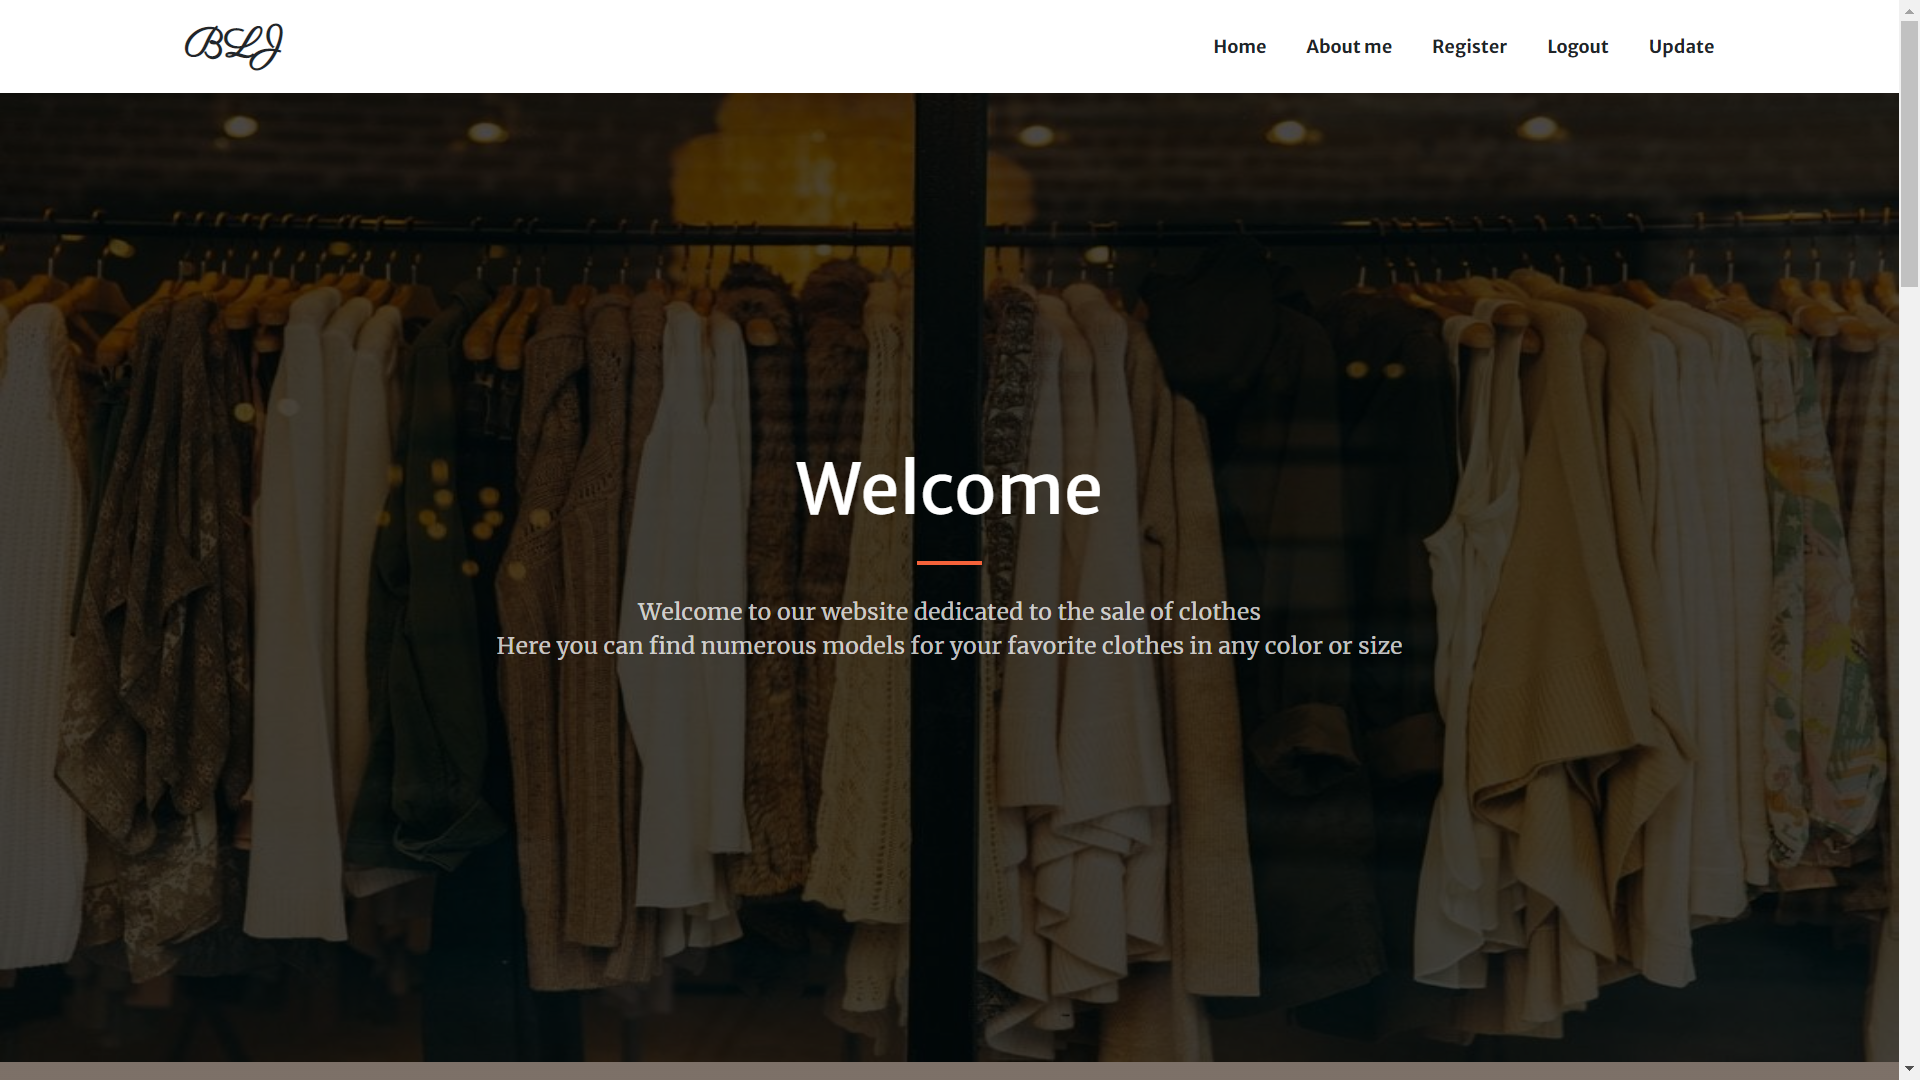 BLJ
Home About me Register Logout Update
Welcome
Welcome to our website dedicated to the sale of clothes
Here you can find numerous models for your favorite clothes in any color or size